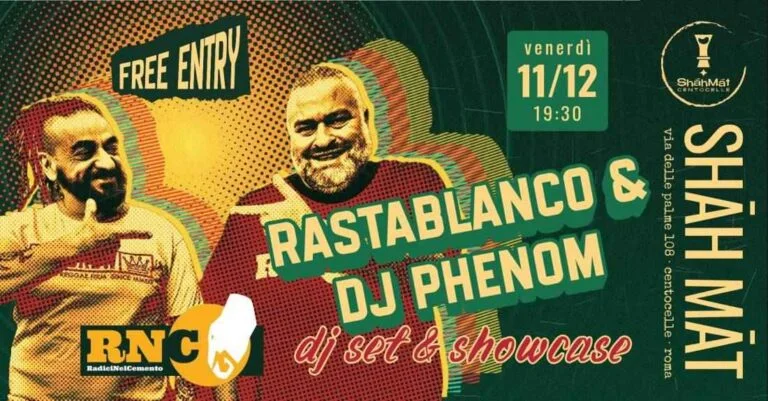 FREE ENTRY
venerdì
11/12
19:30
RASTABLANCO &
DJ PHENOM
dj set & showcase
RNC
RadiciNelCemento
ShāhMāt
CENTOCELLE
SHĀH MĀT
via delle palme 108 · centocelle · roma